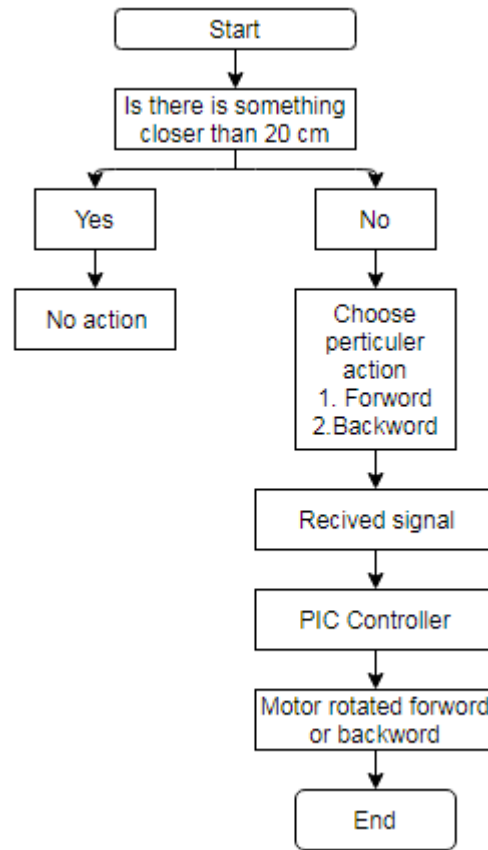 Start
Is there is something
closer than 20 cm
Yes
No
No action
Choose
perticuler
action
1. Forword
2.Backword
Recived signal
PIC Controller
Motor rotated forword
or backword
End